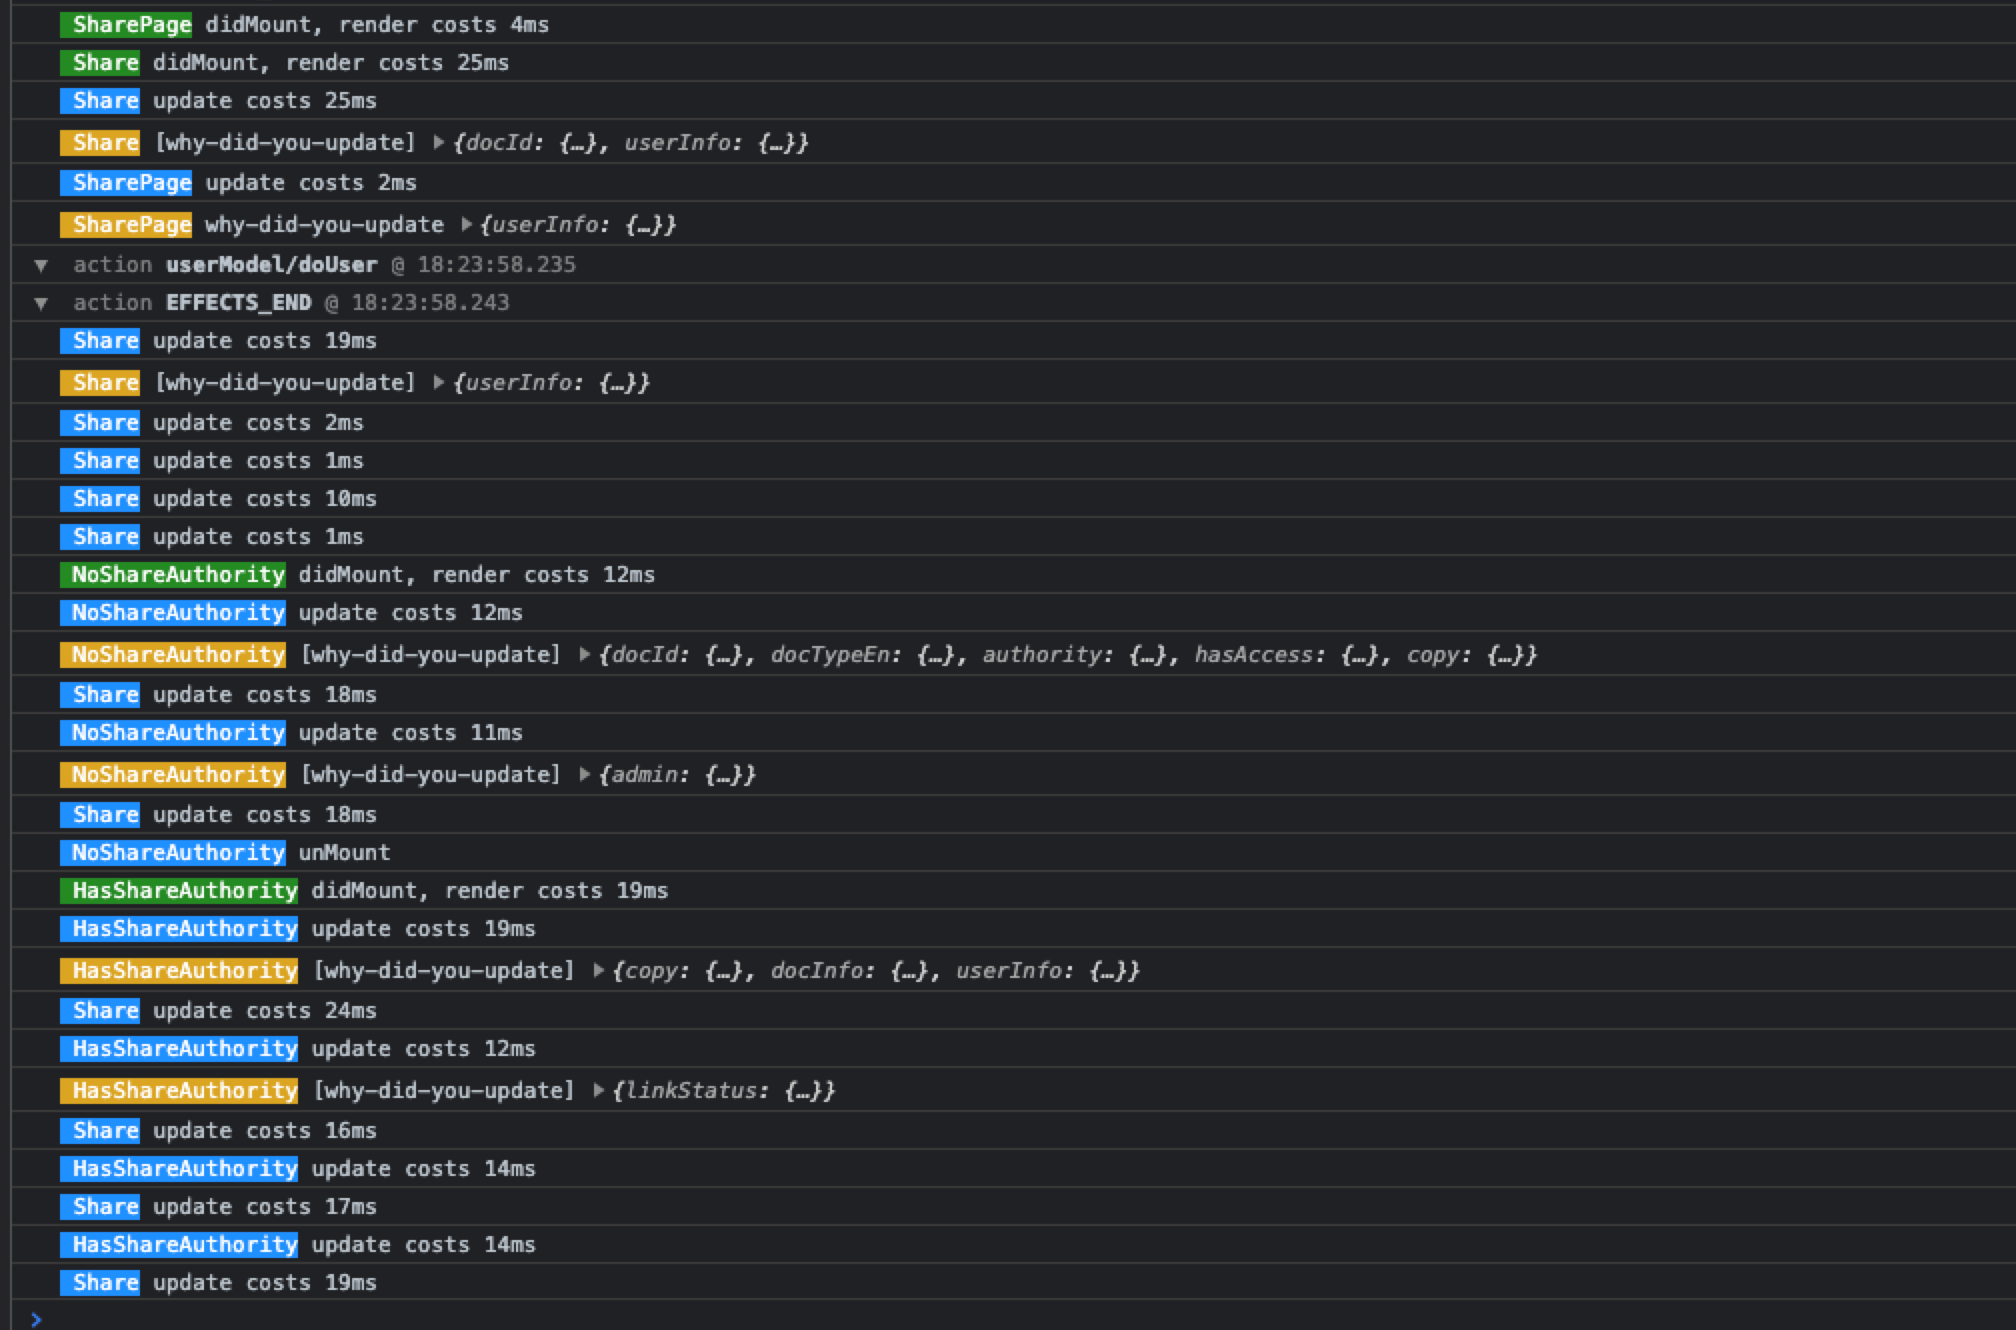 SharePage didMount, render costs 4ms
Share didMount, render costs 25ms
Share update costs 25ms
Share [why-did-you-update] ▶ {docId: {…}, userInfo: {…}}
SharePage update costs 2ms
SharePage why-did-you-update ▶ {userInfo: {…}}
▼ action userModel/doUser @ 18:23:58.235
▼ action EFFECTS_END @ 18:23:58.243
Share update costs 19ms
Share [why-did-you-update] ▶ {userInfo: {…}}
Share update costs 2ms
Share update costs 1ms
Share update costs 10ms
Share update costs 1ms
NoShareAuthority didMount, render costs 12ms
NoShareAuthority update costs 12ms
NoShareAuthority [why-did-you-update] ▶ {docId: {…}, docTypeEn: {…}, authority: {…}, hasAccess: {…}, copy: {…}}
Share update costs 18ms
NoShareAuthority update costs 11ms
NoShareAuthority [why-did-you-update] ▶ {admin: {…}}
Share update costs 18ms
NoShareAuthority unMount
HasShareAuthority didMount, render costs 19ms
HasShareAuthority update costs 19ms
HasShareAuthority [why-did-you-update] ▶ {copy: {…}, docInfo: {…}, userInfo: {…}}
Share update costs 24ms
HasShareAuthority update costs 12ms
HasShareAuthority [why-did-you-update] ▶ {linkStatus: {…}}
Share update costs 16ms
HasShareAuthority update costs 14ms
Share update costs 17ms
HasShareAuthority update costs 14ms
Share update costs 19ms
>